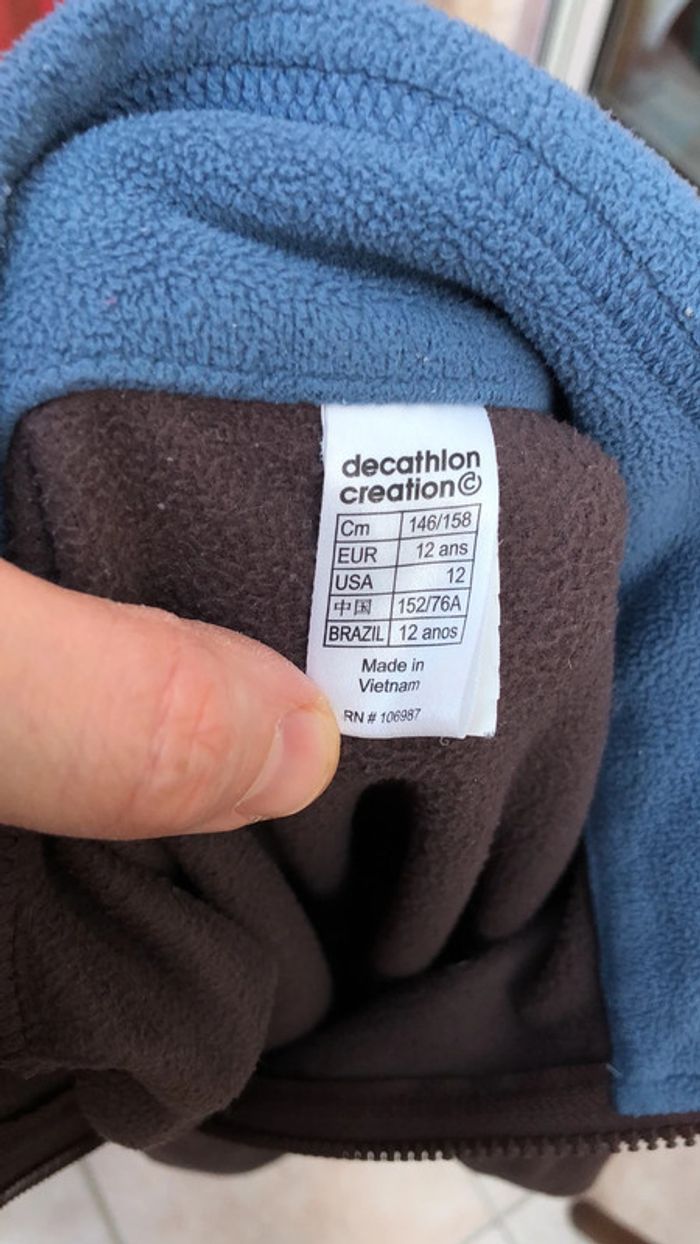 decathlon
creation©
Cm 146/158
EUR 12 ans
USA 12
中国 152/76A
BRAZIL 12 anos
Made in
Vietnam
RN # 106987